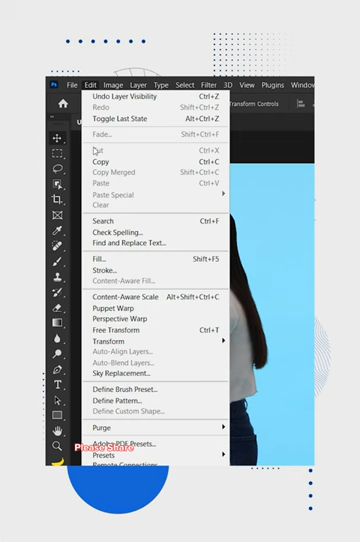 Ps File Edit Image Layer Type Select Filter 3D View Plugins Window
Transform Controls
Undo Layer Visibility Ctrl+Z
Redo Shift+Ctrl+Z
Toggle Last State Alt+Ctrl+Z
Fade... Shift+Ctrl+F
Cut Ctrl+X
Copy Ctrl+C
Copy Merged Shift+Ctrl+C
Paste Ctrl+V
Paste Special
Clear
Search Ctrl+F
Check Spelling...
Find and Replace Text...
Fill... Shift+F5
Stroke...
Content-Aware Fill...
Content-Aware Scale Alt+Shift+Ctrl+C
Puppet Warp
Perspective Warp
Free Transform Ctrl+T
Transform
Auto-Align Layers...
Auto-Blend Layers...
Sky Replacement...
Define Brush Preset...
Define Pattern...
Define Custom Shape...
Purge
Adobe PDF Presets...
Please Share
Presets
Remote Connections...